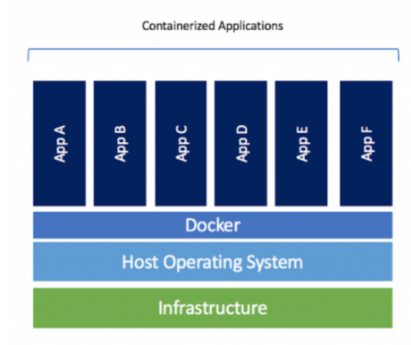 Containerized Applications
App A
App B
App C
App D
App E
App F
Docker
Host Operating System
Infrastructure